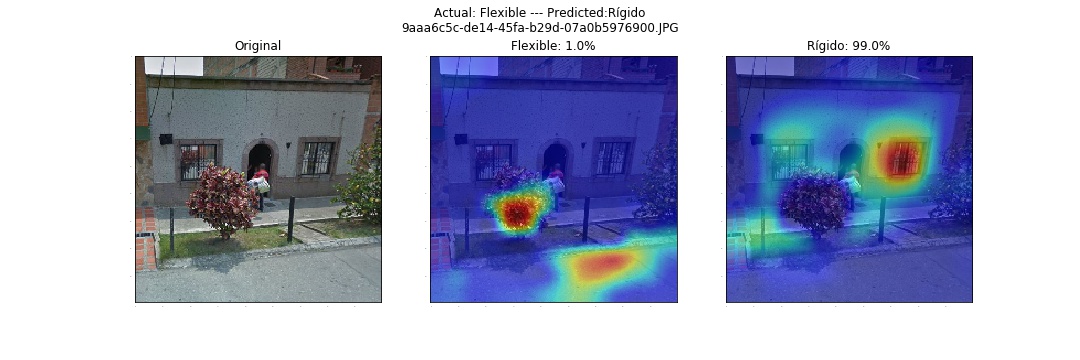 Actual: Flexible --- Predicted:Rígido
9aaa6c5c-de14-45fa-b29d-07a0b5976900.JPG
Original
Flexible: 1.0%
Rígido: 99.0%